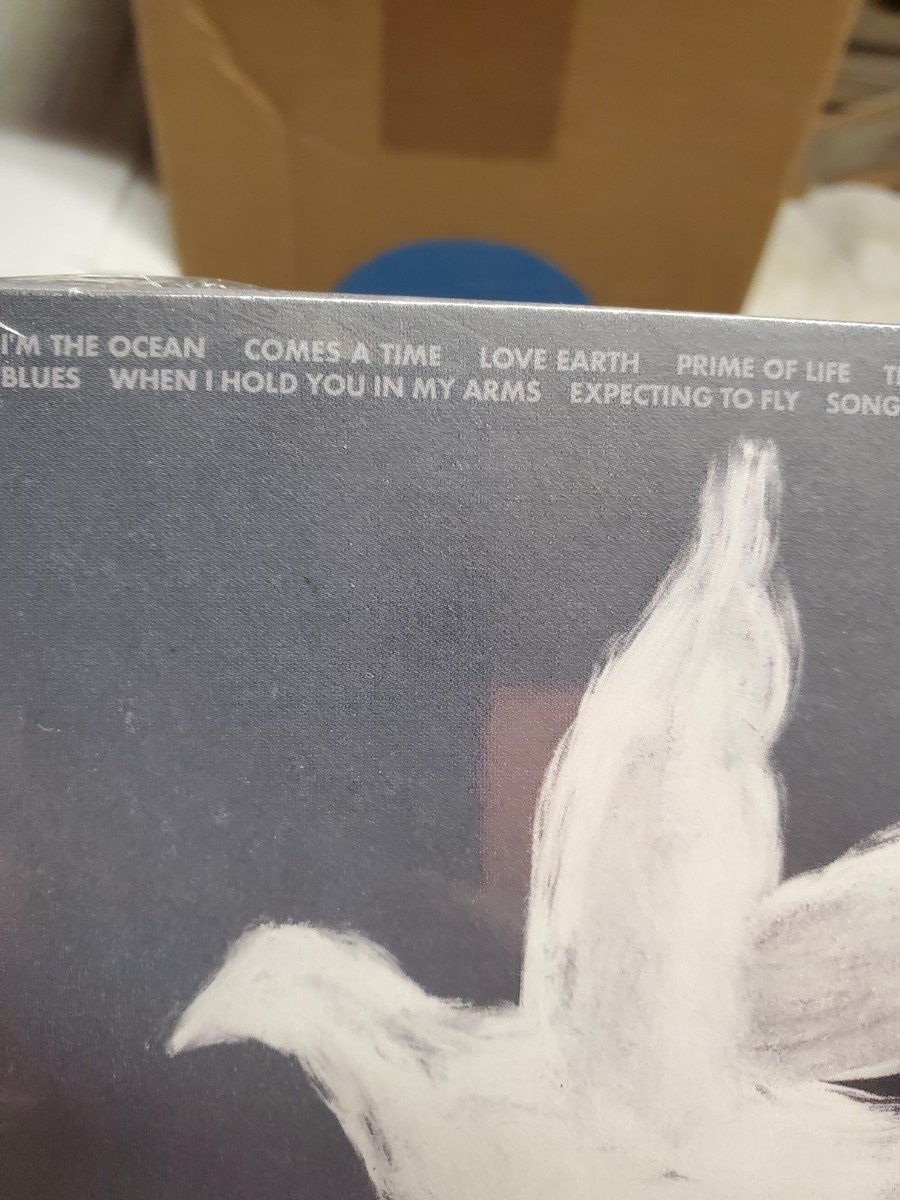 I'M THE OCEAN COMES A TIME LOVE EARTH PRIME OF LIFE
BLUES WHEN I HOLD YOU IN MY ARMS EXPECTING TO FLY SONG